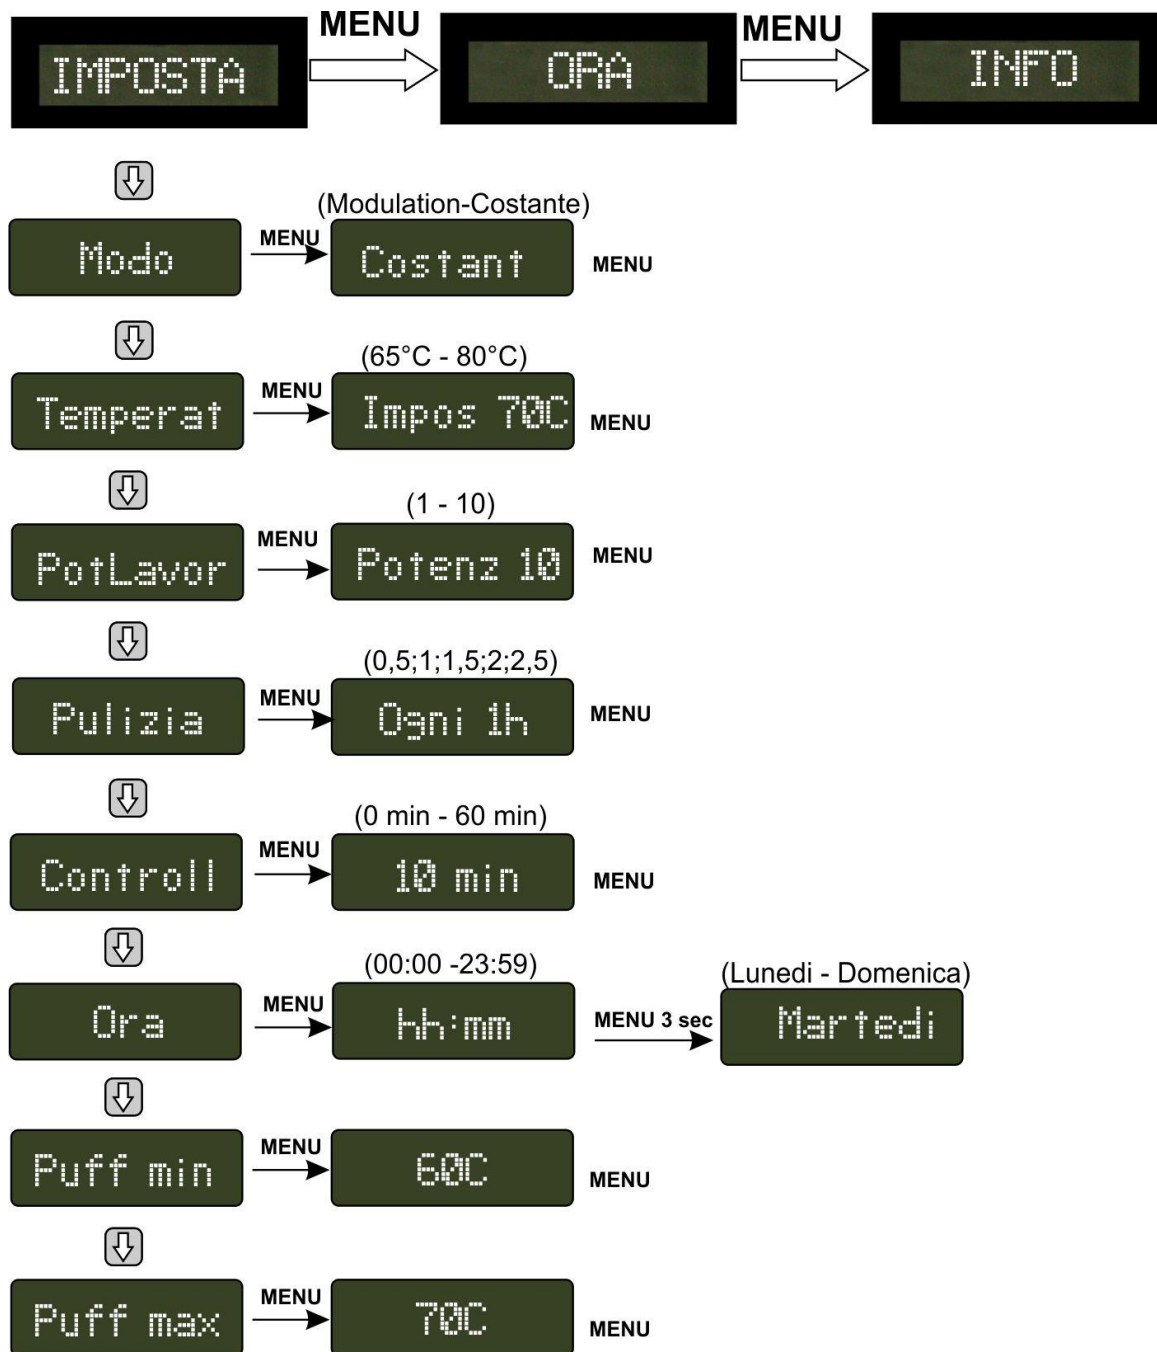 MENU MENU
IMPOSTA ORA INFO
(Modulation-Costante)
Modo MENU Costant MENU
(65°C - 80°C)
Temperat MENU Impos 70C MENU
(1 - 10)
PotLavor MENU Potenz 10 MENU
(0,5;1;1,5;2;2,5)
Pulizia MENU Ogni 1h MENU
(0 min - 60 min)
Controll MENU 10 min MENU
(00:00 -23:59) (Lunedi - Domenica)
Ora MENU hh:mm MENU 3 sec Martedi
Puff min MENU 60C MENU
Puff max MENU 70C MENU